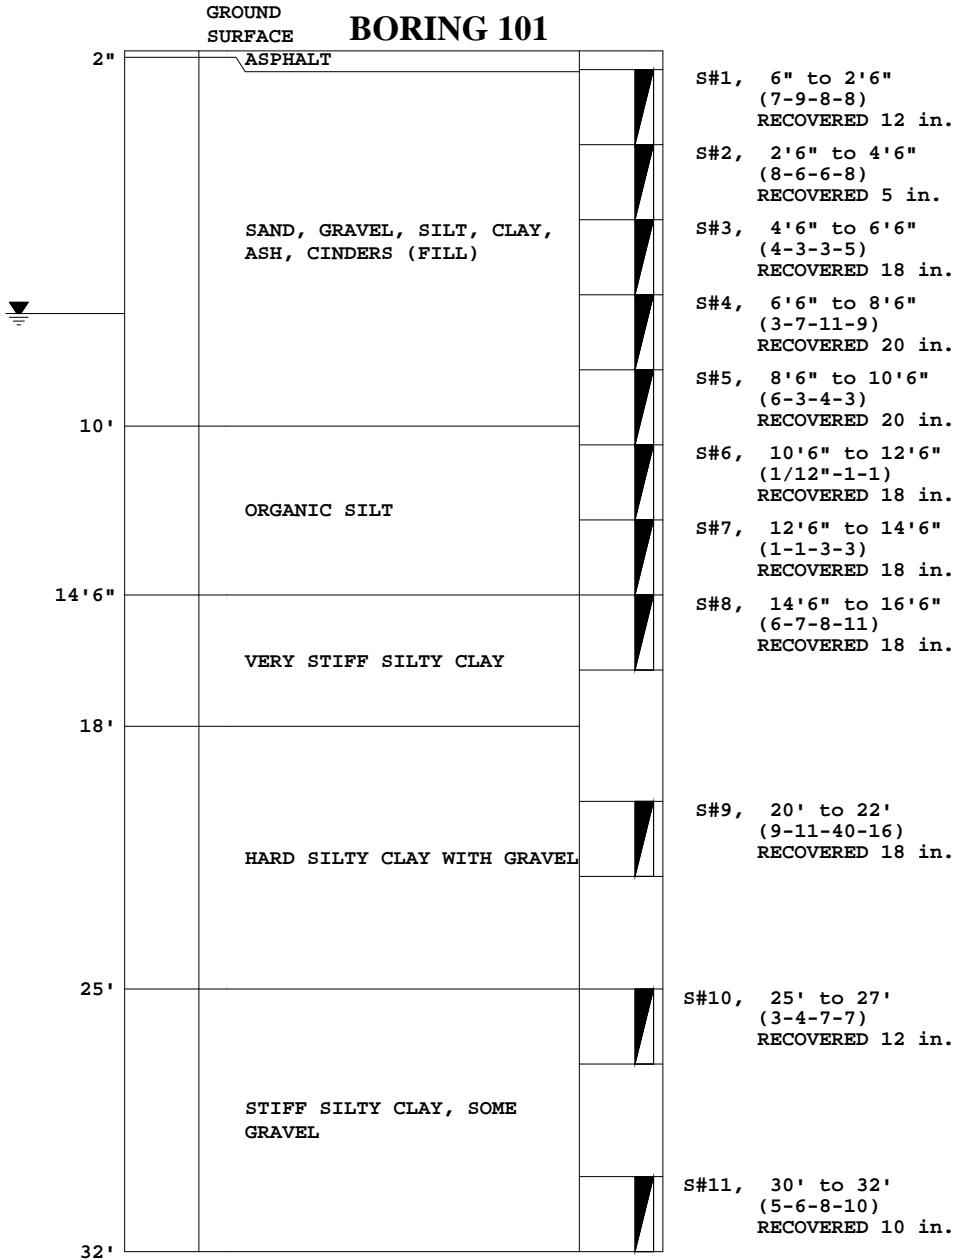 GROUND
SURFACE
BORING 101
2"
ASPHALT
S#1, 6" to 2'6"
(7-9-8-8)
RECOVERED 12 in.
S#2, 2'6" to 4'6"
(8-6-6-8)
RECOVERED 5 in.
SAND, GRAVEL, SILT, CLAY,
ASH, CINDERS (FILL)
S#3, 4'6" to 6'6"
(4-3-3-5)
RECOVERED 18 in.
S#4, 6'6" to 8'6"
(3-7-11-9)
RECOVERED 20 in.
S#5, 8'6" to 10'6"
(6-3-4-3)
RECOVERED 20 in.
10'
S#6, 10'6" to 12'6"
(1/12"-1-1)
RECOVERED 18 in.
ORGANIC SILT
S#7, 12'6" to 14'6"
(1-1-3-3)
RECOVERED 18 in.
14'6"
S#8, 14'6" to 16'6"
(6-7-8-11)
RECOVERED 18 in.
VERY STIFF SILTY CLAY
18'
S#9, 20' to 22'
(9-11-40-16)
RECOVERED 18 in.
HARD SILTY CLAY WITH GRAVEL
25'
S#10, 25' to 27'
(3-4-7-7)
RECOVERED 12 in.
STIFF SILTY CLAY, SOME
GRAVEL
S#11, 30' to 32'
(5-6-8-10)
RECOVERED 10 in.
32'